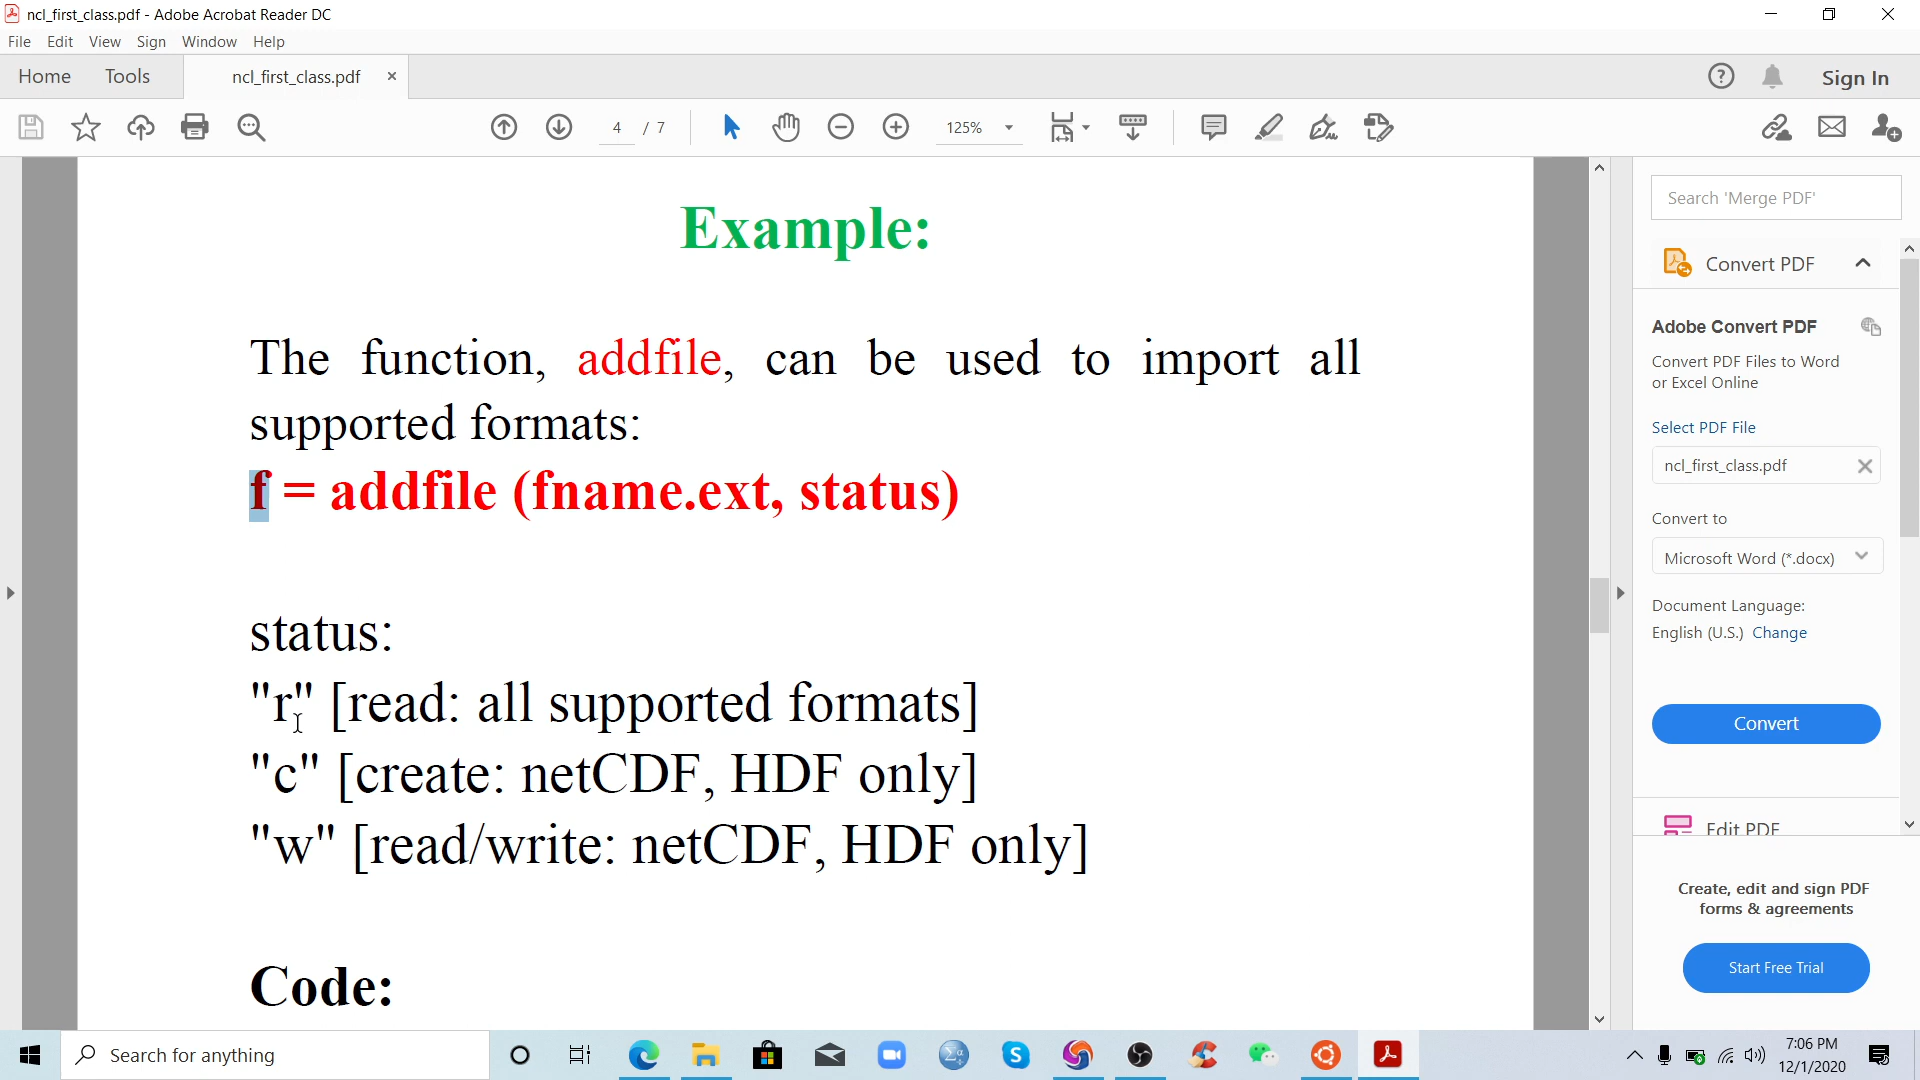 ncl_first_class.pdf - Adobe Acrobat Reader DC
File Edit View Sign Window Help
Home Tools ncl_first_class.pdf × Sign In
4 / 7 125%
Search 'Merge PDF'
Example:
Convert PDF
Adobe Convert PDF
The function, addfile, can be used to import all
Convert PDF Files to Word
or Excel Online
supported formats:
Select PDF File
ncl_first_class.pdf
f = addfile (fname.ext, status)
Convert to
Microsoft Word (*.docx)
Document Language:
English (U.S.) Change
status:
"r" [read: all supported formats]
Convert
"c" [create: netCDF, HDF only]
Edit PDF
"w" [read/write: netCDF, HDF only]
Create, edit and sign PDF
forms & agreements
Start Free Trial
Code:
Search for anything
7:06 PM
12/1/2020